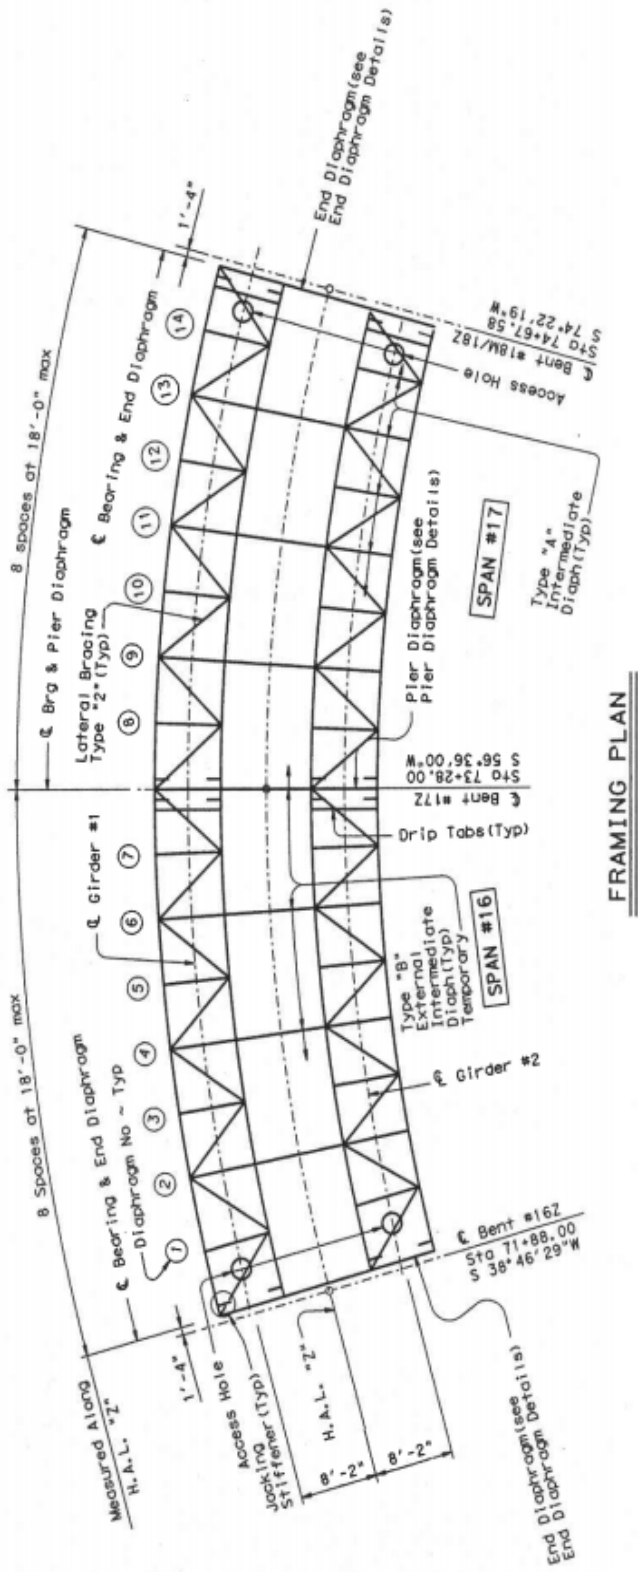 Measured Along
H.A.L. "Z"
8 Spaces at 18'-0" max
8 spaces at 18'-0" max
1'-4"
℄ Bearing & End Diaphragm
Diaphragm No ~ Typ
℄ Girder #1
℄ Brg & Pier Diaphragm
Lateral Bracing
Type "2"(Typ)
℄ Bearing & End Diaphragm
1'-4"
1
2
3
4
5
6
7
8
9
10
11
12
13
14
End Diaphragm(see
End Diaphragm Details)
Access Hole
Jacking
Stiffener(Typ)
H.A.L. "Z"
8'-2"
8'-2"
End Diaphragm(see
End Diaphragm Details)
℄ Bent #16Z
Sta 71+88.00
S 38°46'29"W
℄ Girder #2
Type "B"
External
Intermediate
Diaph(Typ)
Temporary
SPAN #16
Drip Tabs(Typ)
℄ Bent #17Z
Sta 73+28.00
S 56°36'00"W
Pier Diaphragm(see
Pier Diaphragm Details)
SPAN #17
Type "A"
Intermediate
Diaph(Typ)
Access Hole
℄ Bent #18M/18Z
Sta 74+67.58
S 74°22'19"W
FRAMING PLAN